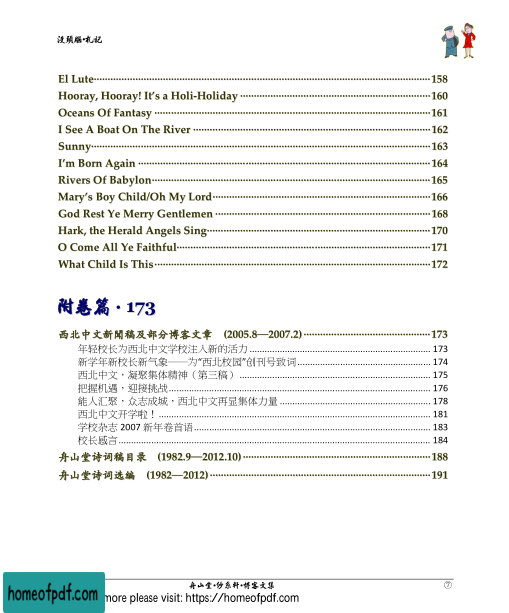 没頭腦•札记
El Lute 158
Hooray, Hooray! It's a Holi-Holiday 160
Oceans Of Fantasy 161
I See A Boat On The River 162
Sunny 163
I'm Born Again 164
Rivers Of Babylon 165
Mary's Boy Child/Oh My Lord 166
God Rest Ye Merry Gentlemen 168
Hark, the Herald Angels Sing 170
O Come All Ye Faithful 171
What Child Is This 172
附卷篇 · 173
西北中文新聞稿及部分博客文章 (2005.8—2007.2) 173
年轻校长为西北中文学校注入新的活力 173
新学年新校长新气象——为“西北校园”创刊号致词 174
西北中文，凝聚集体精神（第三稿） 175
把握机遇，迎接挑战 176
能人汇聚，众志成城，西北中文再显集体力量 178
西北中文开学啦！ 181
学校杂志 2007 新年卷首语 183
校长感言 184
舟山堂诗词稿目录 (1982.9—2012.10) 188
舟山堂诗词选编 (1982—2012) 191
舟山堂•纱系轩•博客文集 ⑦
homeofpdf.com
more please visit: https://homeofpdf.com